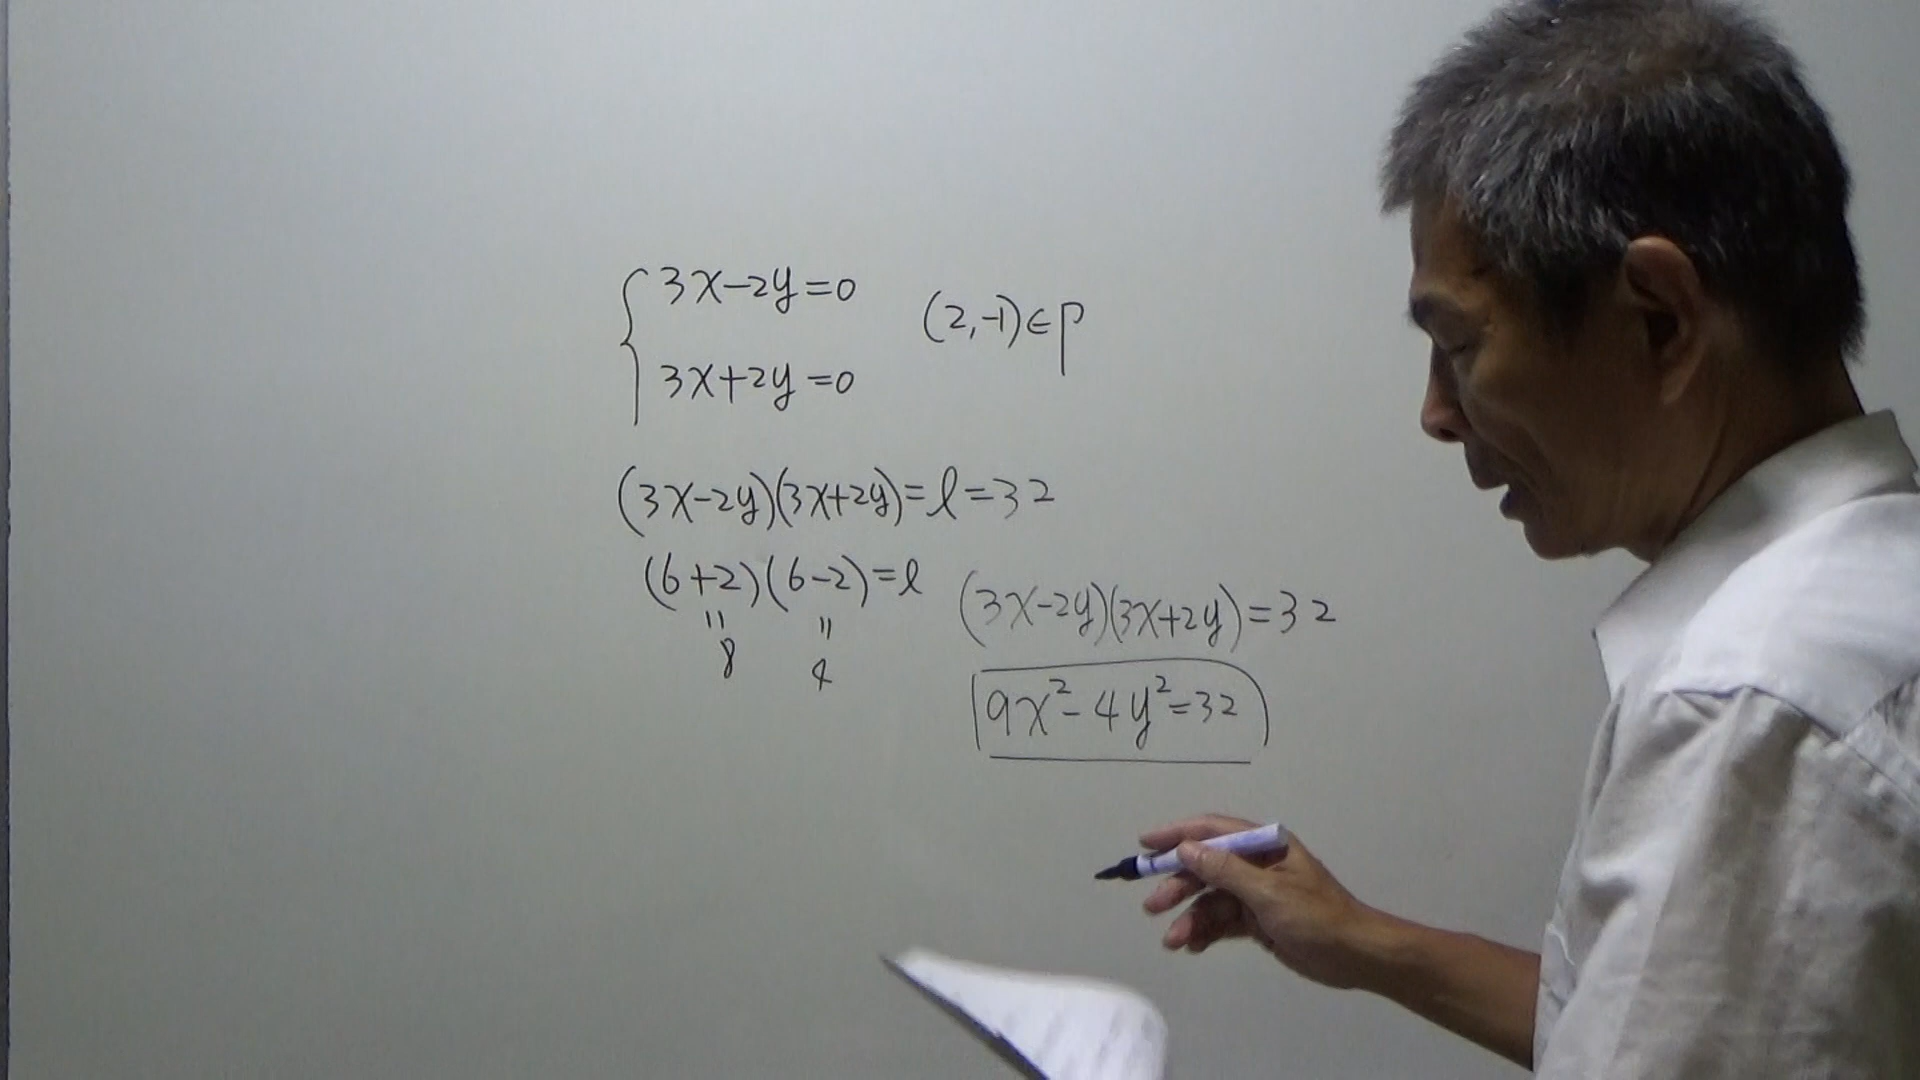 3x-2y=0
3x+2y=0
(2,-1)∈Γ
(3x-2y)(3x+2y)=l=32
(6+2)(6-2)=l
" "
8 4
(3x-2y)(3x+2y)=32
9x²-4y²=32